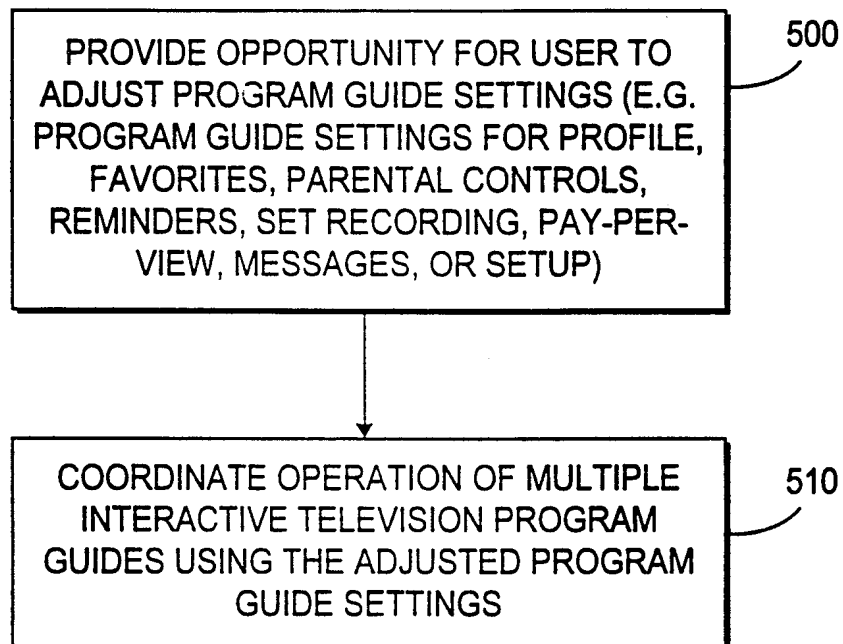 PROVIDE OPPORTUNITY FOR USER TO
ADJUST PROGRAM GUIDE SETTINGS (E.G.
PROGRAM GUIDE SETTINGS FOR PROFILE,
FAVORITES, PARENTAL CONTROLS,
REMINDERS, SET RECORDING, PAY-PER-
VIEW, MESSAGES, OR SETUP)
500
COORDINATE OPERATION OF MULTIPLE
INTERACTIVE TELEVISION PROGRAM
GUIDES USING THE ADJUSTED PROGRAM
GUIDE SETTINGS
510